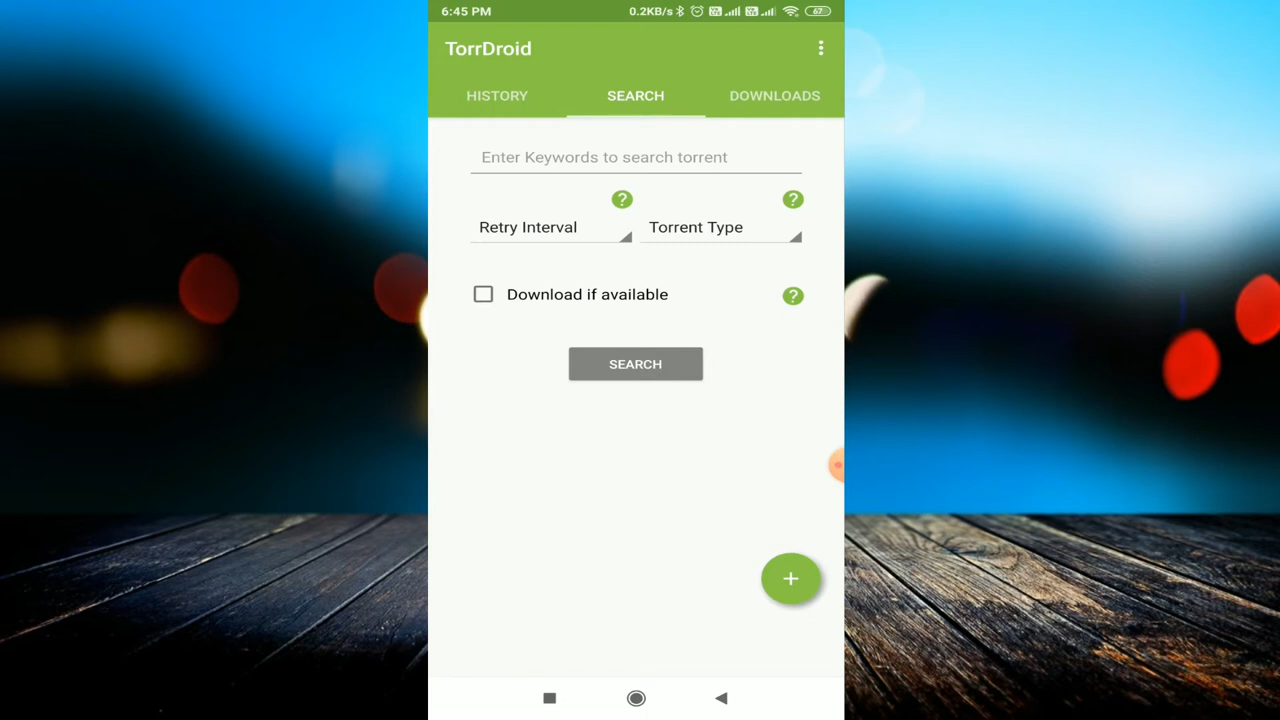 6:45 PM 0.2KB/s 67
TorrDroid
HISTORY SEARCH DOWNLOADS
Enter Keywords to search torrent
? ?
Retry Interval Torrent Type
Download if available ?
SEARCH
+